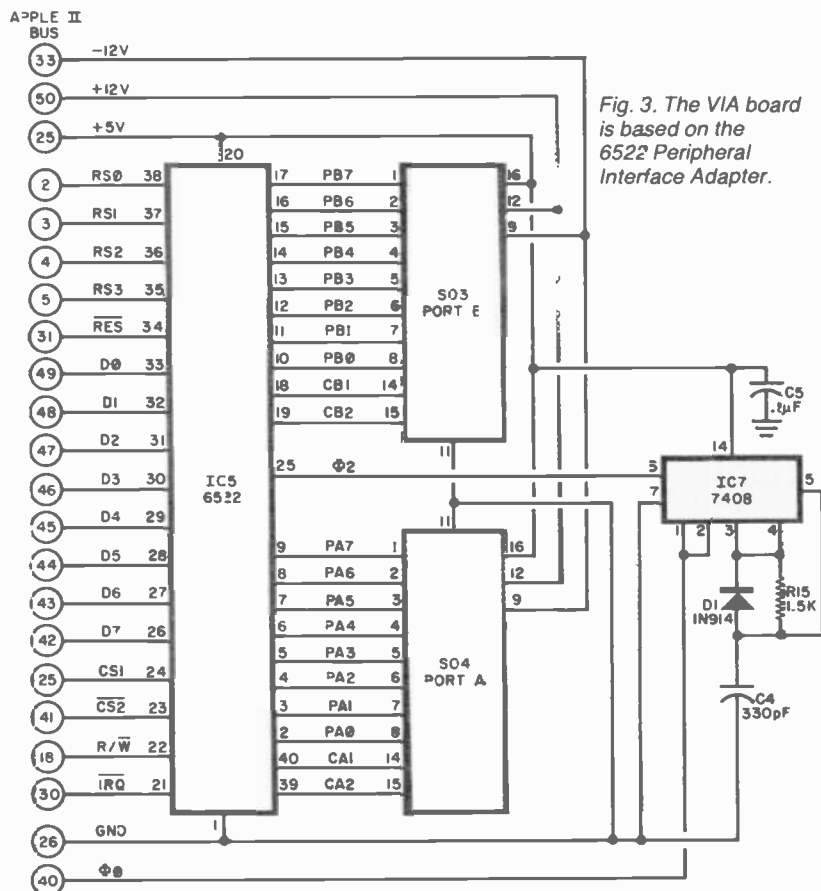 APPLE II
BUS
33 -12V
50 +12V
25 +5V
Fig. 3. The VIA board
is based on the
6522 Peripheral
Interface Adapter.
20
2 RS0 38 17 PB7 1 16
3 RS1 37 16 PB6 2 12
4 RS2 36 15 PB5 3 9
5 RS3 35 14 PB4 4
31 RES 34 13 PB3 5
12 PB2 6
49 D0 33 11 PB1 7
10 PB0 8
48 D1 32 18 CB1 14
19 CB2 15
47 D2 31
SO3
PORT
11
46 D3 30 25 Φ2
IC5
45 D4 29
44 D5 28
43 D6 27
42 D7 26
25 CS1 24
41 CS2 23
18 R/W 22
30 IRQ 21
1
9 PA7 1 16
8 PA6 2 12
7 PA5 3 9
6 PA4 4
5 PA3 5
4 PA2 6
3 PA1 7
2 PA0 8
40 CA1 14
39 CA2 15
11
SO4
PORT A
C5
.1µF
14
7 5
IC7
7408
1 2 3 4
D1
1N914
R15
1.5K
C4
330pF
26 GND
40